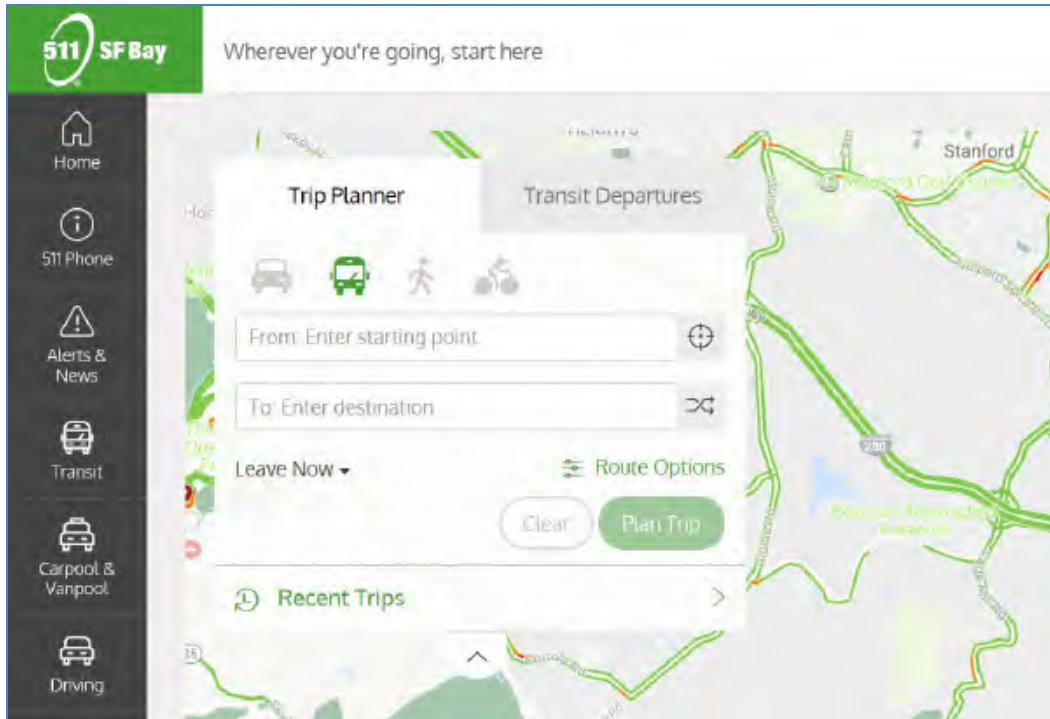 511 SF Bay
Wherever you're going, start here
Home
511 Phone
Alerts &
News
Transit
Carpool &
Vanpool
Driving
Trip Planner
Transit Departures
From: Enter starting point
To: Enter destination
Leave Now
Route Options
Clear
Plan Trip
Recent Trips
Stanford
280